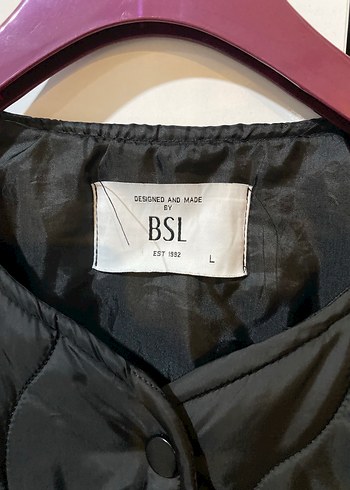 DESIGNED AND MADE
BY
BSL
EST 1992
L